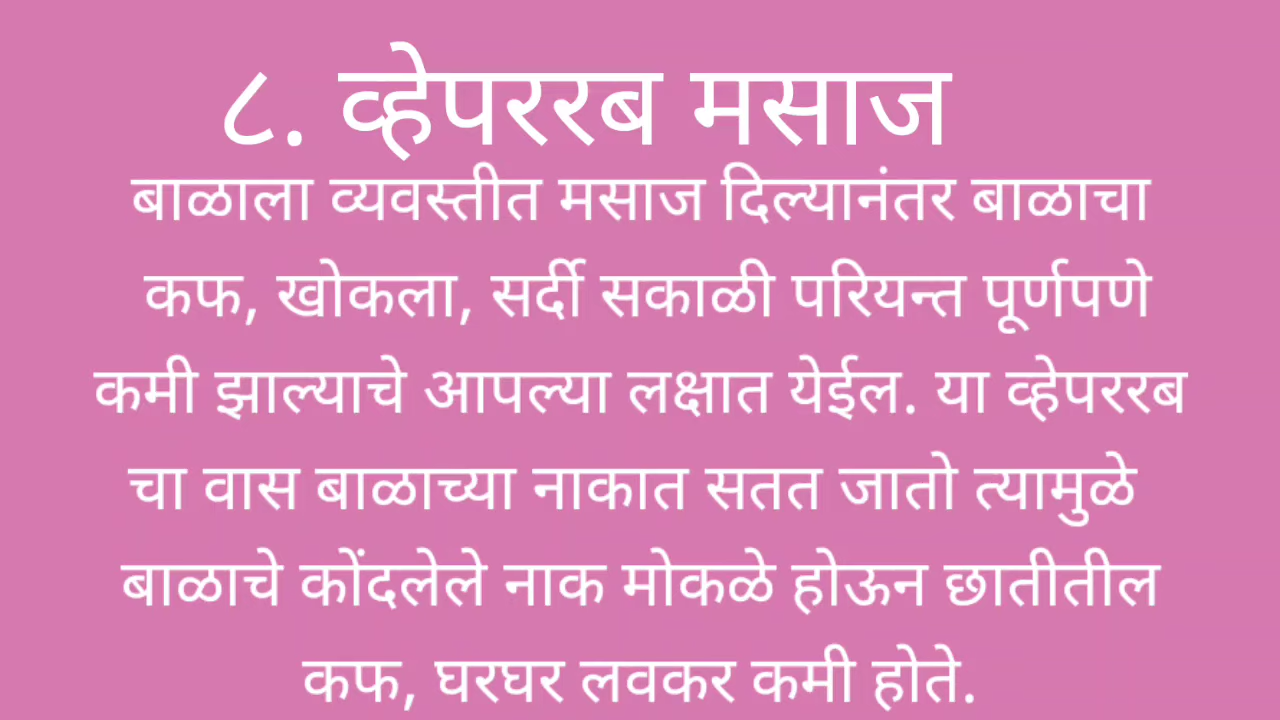 ८. व्हेपररब मसाज
बाळाला व्यवस्तीत मसाज दिल्यानंतर बाळाचा
कफ, खोकला, सर्दी सकाळी परियन्त पूर्णपणे
कमी झाल्याचे आपल्या लक्षात येईल. या व्हेपररब
चा वास बाळाच्या नाकात सतत जातो त्यामुळे
बाळाचे कोंदलेले नाक मोकळे होऊन छातीतील
कफ, घरघर लवकर कमी होते.